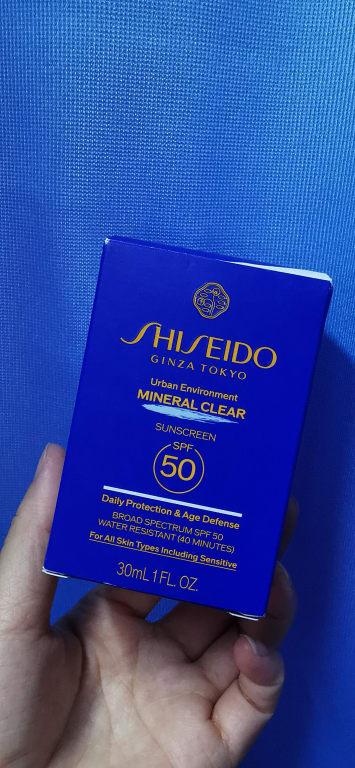 SHISEIDO
GINZA TOKYO
Urban Environment
MINERAL CLEAR
SUNSCREEN
SPF
50
Daily Protection & Age Defense
BROAD SPECTRUM SPF 50
WATER RESISTANT (40 MINUTES)
For All Skin Types Including Sensitive
30mL 1 FL. OZ.